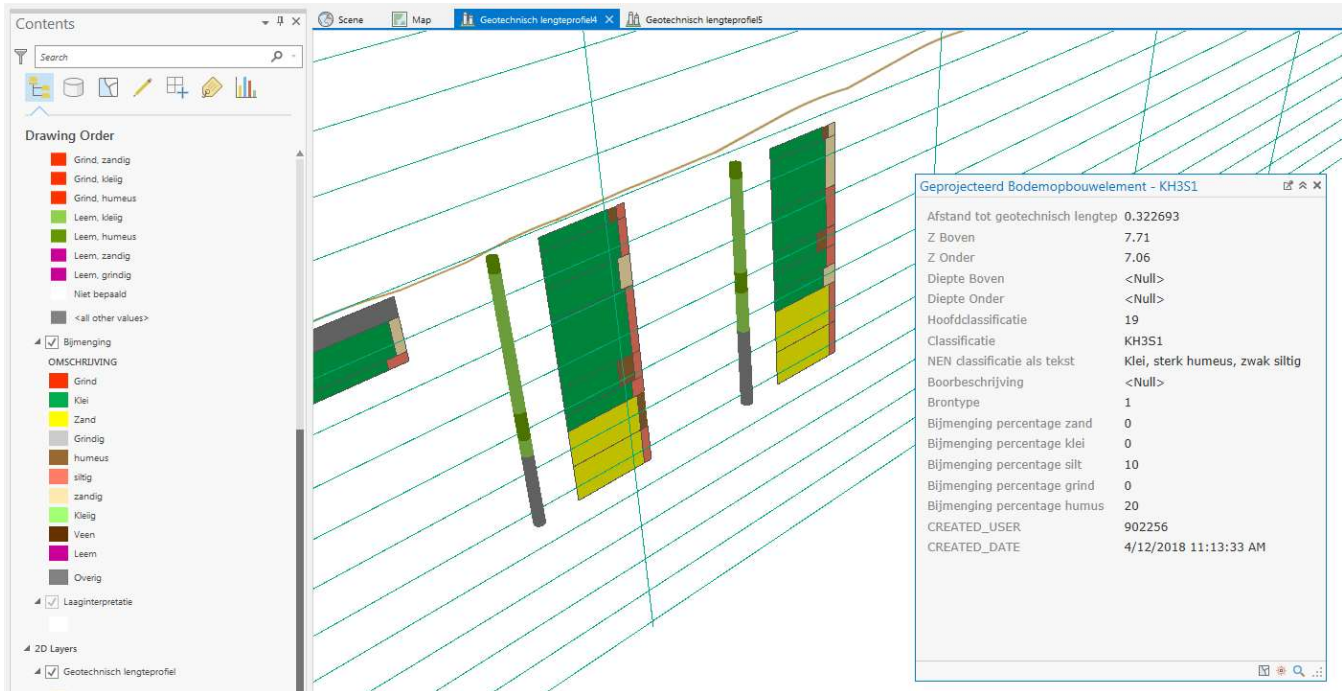 Contents
Scene
Map
Geotechnisch lengteprofiel4
Geotechnisch lengteprofiel5
Search
Drawing Order
Grind, zandig
Grind, kleiig
Grind, humeus
Leem, kleiig
Leem, humeus
Leem, zandig
Leem, grindig
Niet bepaald
<all other values>
Bijmenging
OMSCHRIJVING
Grind
Klei
Zand
Grindig
humeus
siltig
zandig
Kleiig
Veen
Leem
Overig
Laaginterpretatie
2D Layers
Geotechnisch lengteprofiel
Geprojecteerd Bodemopbouwelement - KH3S1
Afstand tot geotechnisch lengtep 0.322693
Z Boven 7.71
Z Onder 7.06
Diepte Boven <Null>
Diepte Onder <Null>
Hoofdclassificatie 19
Classificatie KH3S1
NEN classificatie als tekst Klei, sterk humeus, zwak siltig
Boorbeschrijving <Null>
Brontype 1
Bijmenging percentage zand 0
Bijmenging percentage klei 0
Bijmenging percentage silt 10
Bijmenging percentage grind 0
Bijmenging percentage humus 20
CREATED_USER 902256
CREATED_DATE 4/12/2018 11:13:33 AM